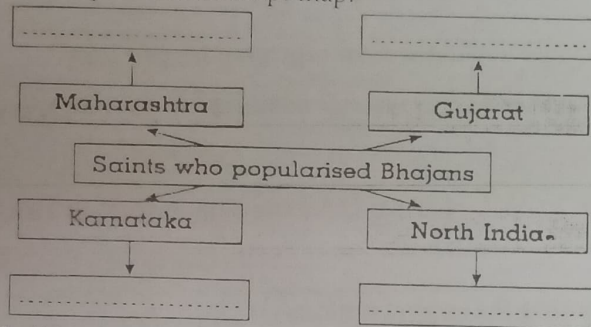 Maharashtra
Gujarat
Saints who popularised Bhajans
Karnataka
North India